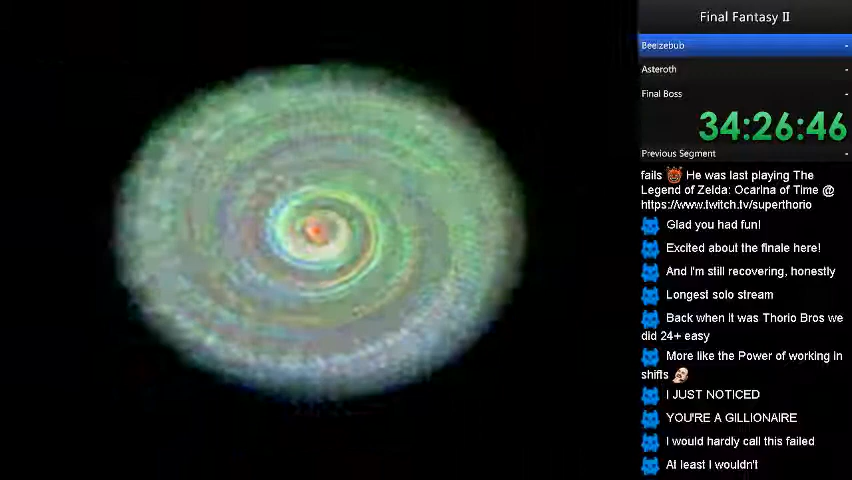 Final Fantasy II
Beelzebub -
Asteroth -
Final Boss -
34:26:46
Previous Segment -
fails He was last playing The
Legend of Zelda: Ocarina of Time @
https://www.twitch.tv/superthorio
Glad you had fun!
Excited about the finale here!
And I'm still recovering, honestly
Longest solo stream
Back when it was Thorio Bros we
did 24+ easy
More like the Power of working in
shifts
I JUST NOTICED
YOU'RE A GILLIONAIRE
I would hardly call this failed
At least I wouldn't